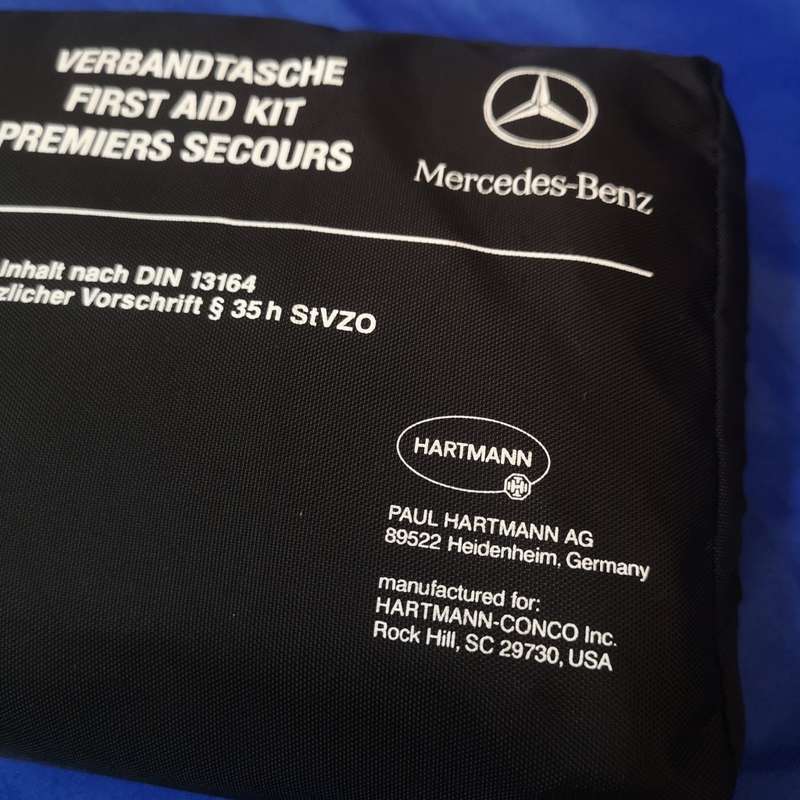 VERBANDTASCHE
FIRST AID KIT
PREMIERS SECOURS
Mercedes-Benz
Inhalt nach DIN 13164
zlicher Vorschrift § 35 h StVZO
HARTMANN
PAUL HARTMANN AG
89522 Heidenheim, Germany
manufactured for:
HARTMANN-CONCO Inc.
Rock Hill, SC 29730, USA